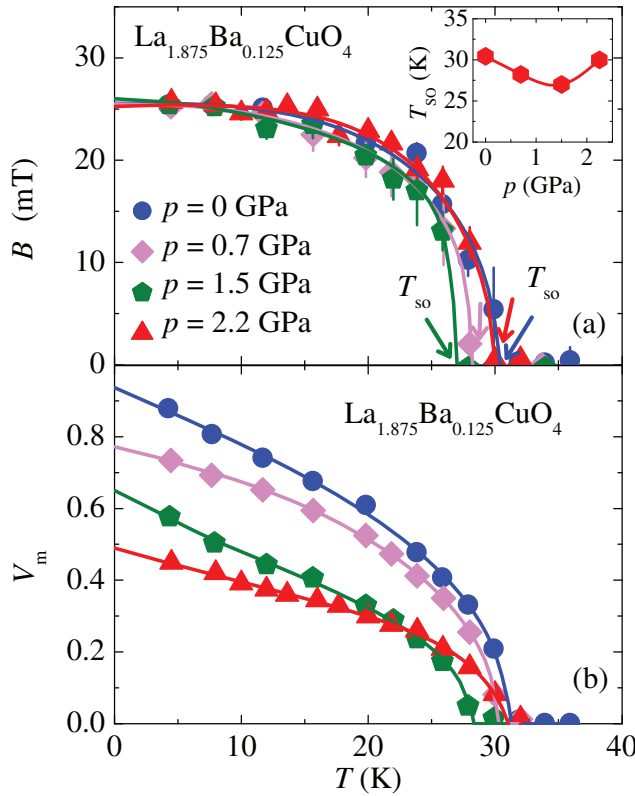 La1.875Ba0.125CuO4
Tso (K)
35
30
25
20
0
1
2
p (GPa)
B (mT)
30
20
10
0
p = 0 GPa
p = 0.7 GPa
p = 1.5 GPa
p = 2.2 GPa
Tso
Tso
(a)
La1.875Ba0.125CuO4
Vm
0.8
0.6
0.4
0.2
0.0
(b)
0
10
20
30
40
T (K)